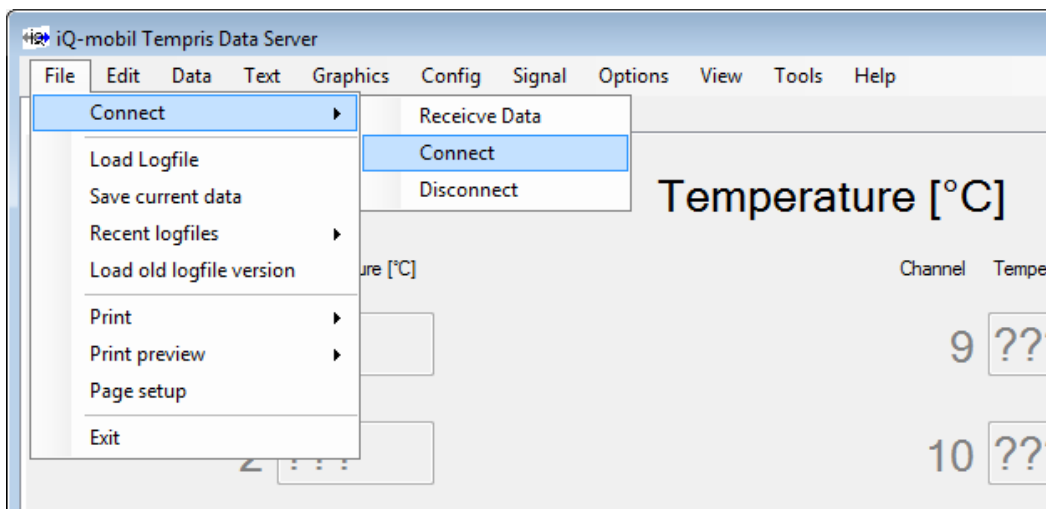 iQ-mobil Tempris Data Server
File Edit Data Text Graphics Config Signal Options View Tools Help
Connect
Receicve Data
Connect
Disconnect
Load Logfile
Save current data
Recent logfiles
Load old logfile version
Print
Print preview
Page setup
Exit
Temperature [°C]
[°C]
Channel
9 ??
10 ??
2 ???